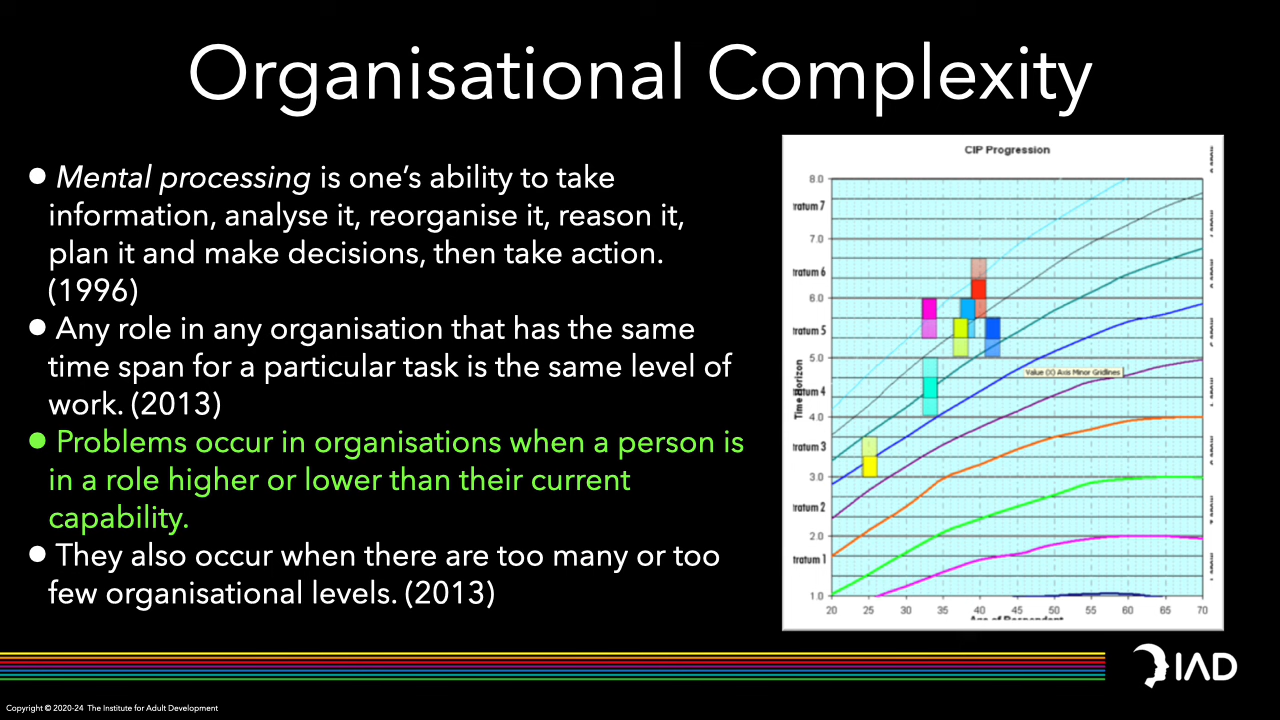 Organisational Complexity
• Mental processing is one's ability to take
information, analyse it, reorganise it, reason it,
plan it and make decisions, then take action.
(1996)
• Any role in any organisation that has the same
time span for a particular task is the same level of
work. (2013)
• Problems occur in organisations when a person is
in a role higher or lower than their current
capability.
• They also occur when there are too many or too
few organisational levels. (2013)
CIP Progression
8.0
ratum 7
7.0
tratum 6
6.0
tratum 5
5.0
Value (X) Axis Minor Gridlines
Time Horizon
atum 4
4.0
tratum 3
3.0
tratum 2
2.0
tratum 1
1.0
20 25 30 35 40 45 50 55 60 65 70
Age of Respondent
IAD
Copyright © 2020-24 The Institute for Adult Development